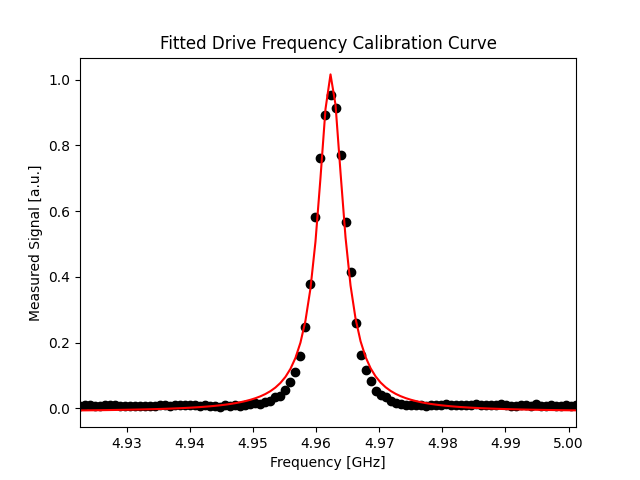 Fitted Drive Frequency Calibration Curve
Measured Signal [a.u.]
1.0
0.8
0.6
0.4
0.2
0.0
4.93 4.94 4.95 4.96 4.97 4.98 4.99 5.00
Frequency [GHz]